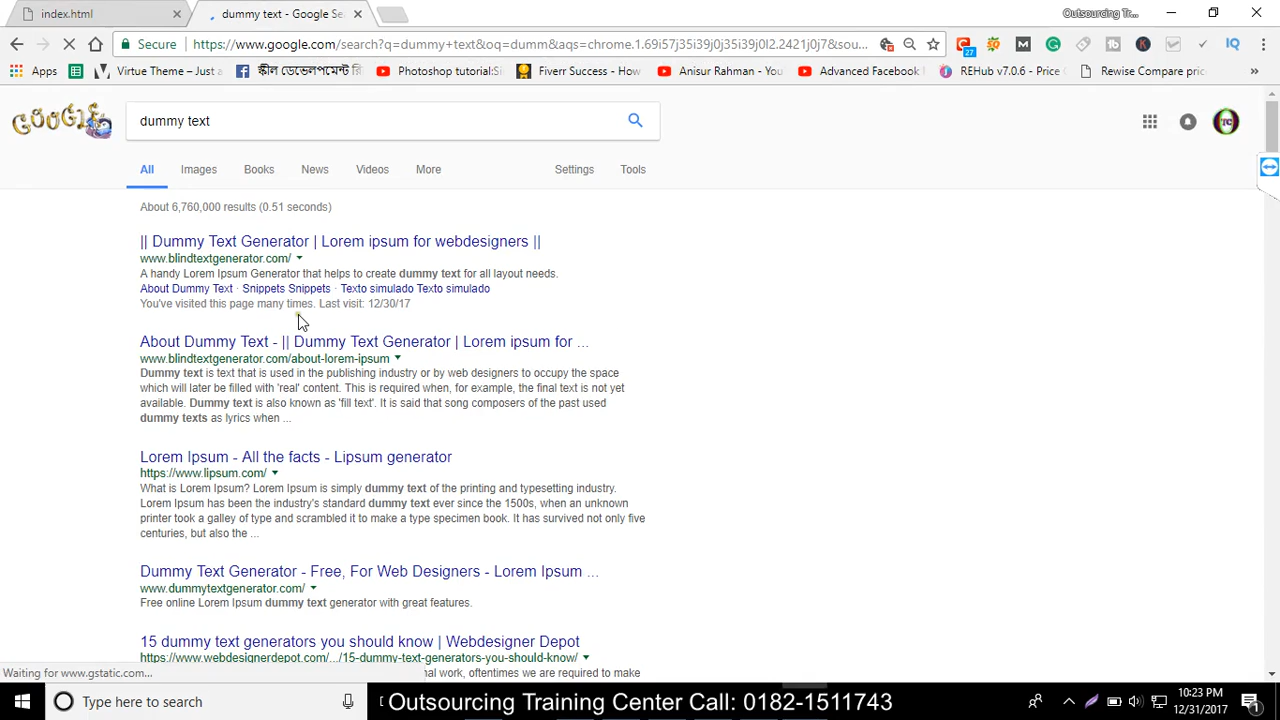 index.html
dummy text - Google Se
Outsourcing Tr...
Secure https://www.google.com/search?q=dummy+text&oq=dumm&aqs=chrome.1.69i57j35i39j0j35i39j0l2.2421j0j7&sou...
Apps
Virtue Theme – Just a
স্কীল ডেভেলপমেন্ট
Photoshop tutorial:S
Fiverr Success - How
Anisur Rahman - You
Advanced Facebook
REHub v7.0.6 - Price
Rewise Compare pric
»
27
Google
dummy text
TC
All Images Books News Videos More Settings Tools
About 6,760,000 results (0.51 seconds)
|| Dummy Text Generator | Lorem ipsum for webdesigners ||
www.blindtextgenerator.com/
A handy Lorem Ipsum Generator that helps to create dummy text for all layout needs.
About Dummy Text · Snippets Snippets · Texto simulado Texto simulado
You've visited this page many times. Last visit: 12/30/17
About Dummy Text - || Dummy Text Generator | Lorem ipsum for ...
www.blindtextgenerator.com/about-lorem-ipsum
Dummy text is text that is used in the publishing industry or by web designers to occupy the space
which will later be filled with 'real' content. This is required when, for example, the final text is not yet
available. Dummy text is also known as 'fill text'. It is said that song composers of the past used
dummy texts as lyrics when ...
Lorem Ipsum - All the facts - Lipsum generator
https://www.lipsum.com/
What is Lorem Ipsum? Lorem Ipsum is simply dummy text of the printing and typesetting industry.
Lorem Ipsum has been the industry's standard dummy text ever since the 1500s, when an unknown
printer took a galley of type and scrambled it to make a type specimen book. It has survived not only five
centuries, but also the ...
Dummy Text Generator - Free, For Web Designers - Lorem Ipsum ...
www.dummytextgenerator.com/
Free online Lorem Ipsum dummy text generator with great features.
15 dummy text generators you should know | Webdesigner Depot
https://www.webdesignerdepot.com/.../15-dummy-text-generators-you-should-know/
nal work, oftentimes we are required to make
Waiting for www.gstatic.com...
Type here to search
Outsourcing Training Center Call: 0182-1511743
10:23 PM
12/31/2017